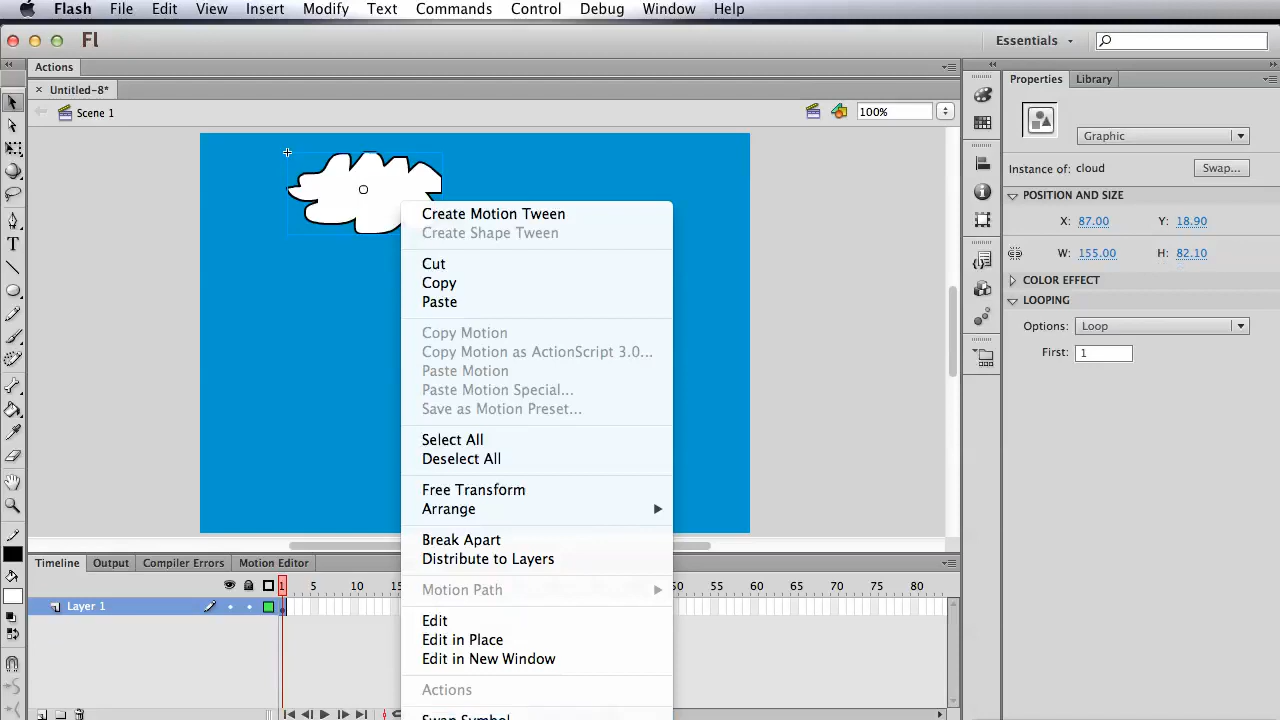 Flash File Edit View Insert Modify Text Commands Control Debug Window Help
Fl Essentials
Actions
Untitled-8*
Scene 1 100%
Properties Library
Graphic
Instance of: cloud Swap...
POSITION AND SIZE
X: 87.00 Y: 18.90
W: 155.00 H: 82.10
COLOR EFFECT
LOOPING
Options: Loop
First: 1
Create Motion Tween
Create Shape Tween
Cut
Copy
Paste
Copy Motion
Copy Motion as ActionScript 3.0...
Paste Motion
Paste Motion Special...
Save as Motion Preset...
Select All
Deselect All
Free Transform
Arrange
Break Apart
Distribute to Layers
Motion Path
Edit
Edit in Place
Edit in New Window
Actions
Swap Symbol
Timeline Output Compiler Errors Motion Editor
1 5 10 15 50 55 60 65 70 75 80
Layer 1